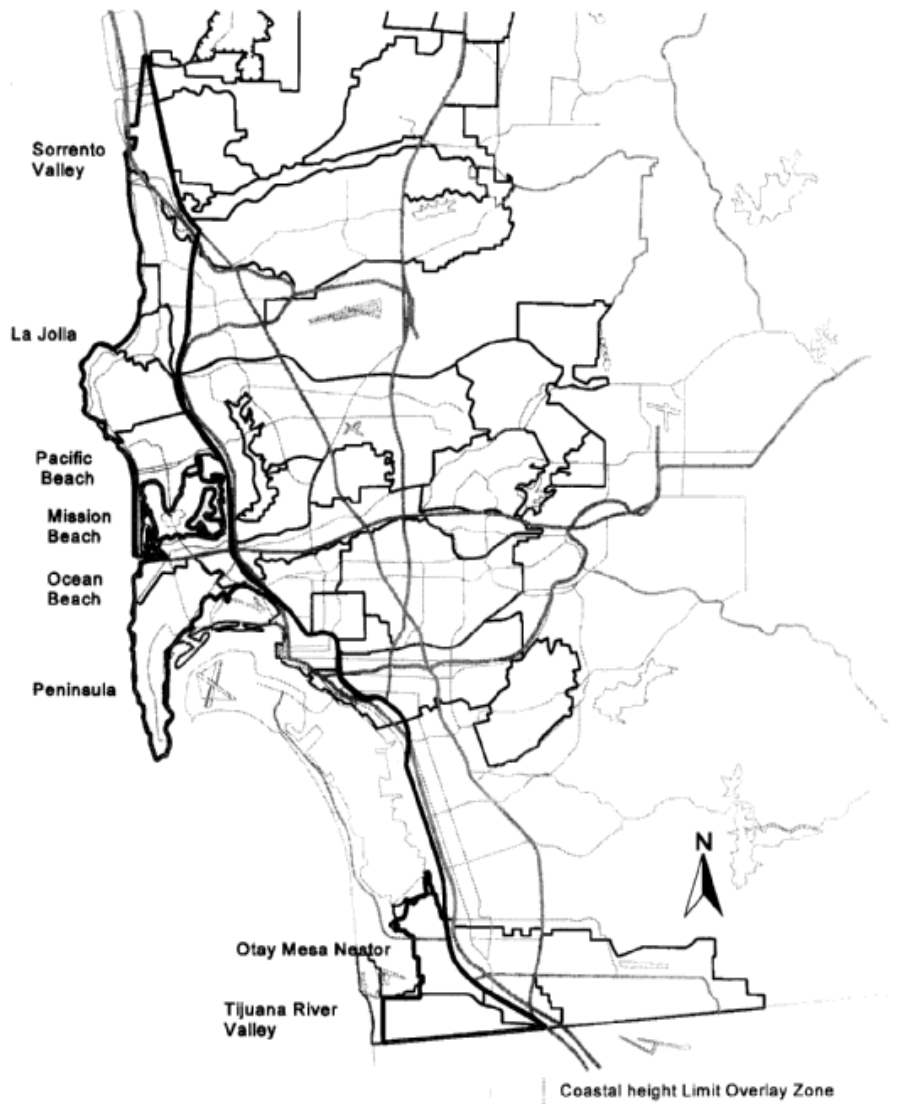 Sorrento
Valley
La Jolla
Pacific
Beach
Mission
Beach
Ocean
Beach
Peninsula
N
Otay Mesa Nestor
Tijuana River
Valley
Coastal height Limit Overlay Zone